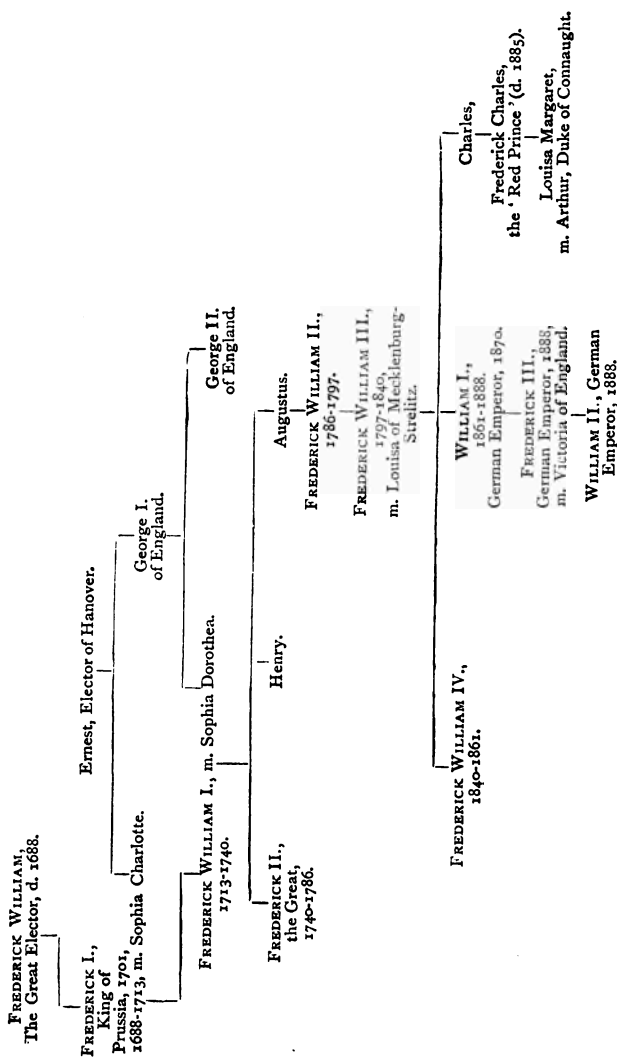 FREDERICK WILLIAM,
The Great Elector, d. 1688.
Ernest, Elector of Hanover.
FREDERICK I.,
King of
Prussia, 1701,
1688-1713, m. Sophia Charlotte.
George I.
of England.
FREDERICK WILLIAM I., m. Sophia Dorothea.
1713-1740.
George II.
of England.
FREDERICK II.,
the Great,
1740-1786.
Henry.
Augustus.
FREDERICK WILLIAM II.,
1786-1797.
FREDERICK WILLIAM III.,
1797-1840,
m. Louisa of Mecklenburg-
Strelitz.
FREDERICK WILLIAM IV.,
1840-1861.
WILLIAM I.,
1861-1888.
German Emperor, 1870.
FREDERICK III.,
German Emperor, 1888,
m. Victoria of England.
WILLIAM II., German
Emperor, 1888.
Charles,
Frederick Charles,
the ‘Red Prince’ (d. 1885).
Louisa Margaret,
m. Arthur, Duke of Connaught.